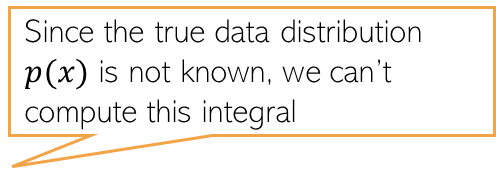 Since the true data distribution
p(x) is not known, we can't
compute this integral